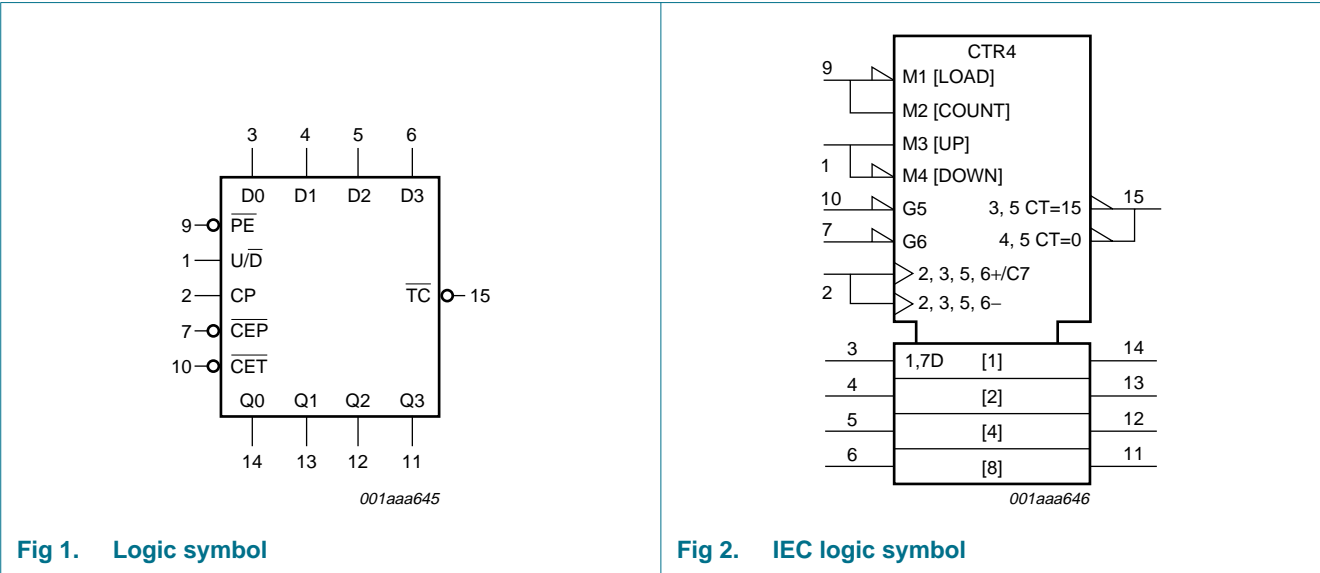 3 4 5 6
D0 D1 D2 D3
9 PE
1 U/D
2 CP
TC 15
7 CEP
10 CET
Q0 Q1 Q2 Q3
14 13 12 11
001aaa645
Fig 1. Logic symbol
CTR4
9 M1 [LOAD]
M2 [COUNT]
M3 [UP]
1 M4 [DOWN]
10 G5 3, 5 CT=15 15
7 G6 4, 5 CT=0
2, 3, 5, 6+/C7
2 2, 3, 5, 6−
3 1,7D [1] 14
4 [2] 13
5 [4] 12
6 [8] 11
001aaa646
Fig 2. IEC logic symbol